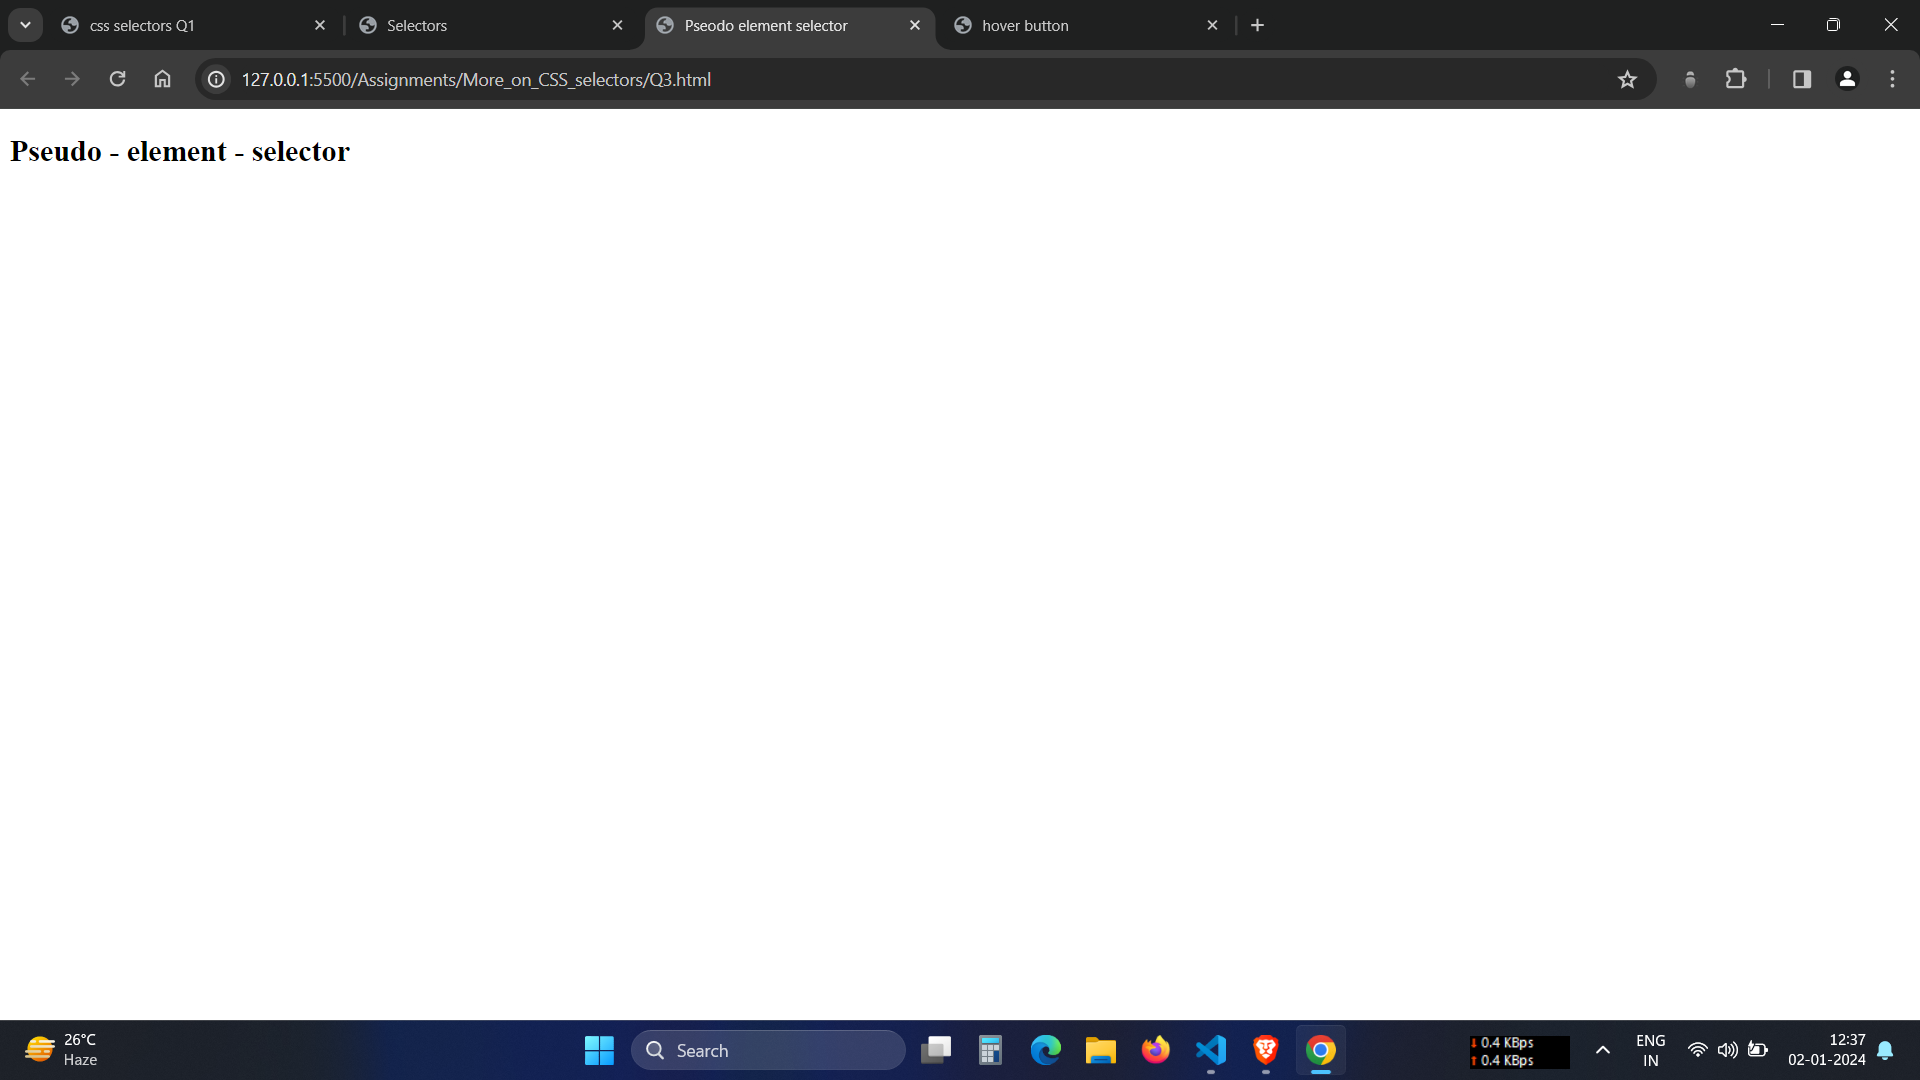 css selectors Q1
Selectors
Pseodo element selector
hover button
127.0.0.1:5500/Assignments/More_on_CSS_selectors/Q3.html
Pseudo - element - selector
26°C
Haze
Search
0.4 KBps
0.4 KBps
ENG
IN
12:37
02-01-2024